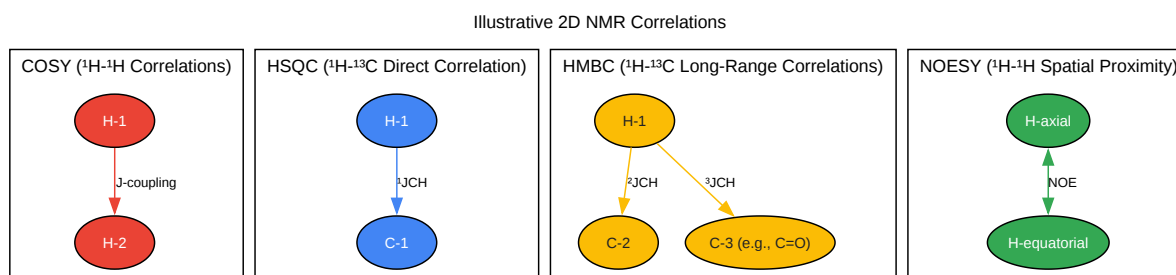 Illustrative 2D NMR Correlations
COSY (¹H-¹H Correlations)
H-1
J-coupling
H-2
HSQC (¹H-¹³C Direct Correlation)
H-1
¹JCH
C-1
HMBC (¹H-¹³C Long-Range Correlations)
H-1
²JCH
³JCH
C-2
C-3 (e.g., C=O)
NOESY (¹H-¹H Spatial Proximity)
H-axial
NOE
H-equatorial